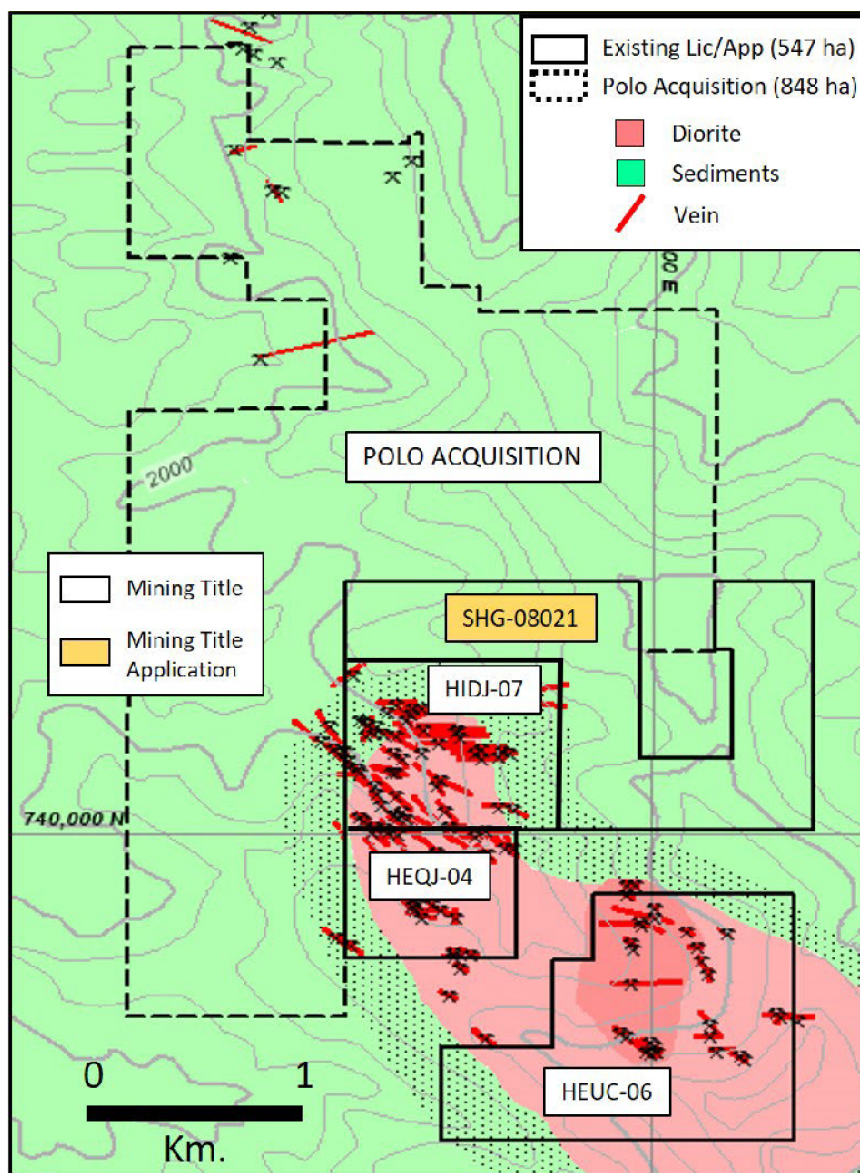 Existing Lic/App (547 ha)
Polo Acquisition (848 ha)
Diorite
Sediments
Vein
00 E
POLO ACQUISITION
2000
Mining Title
Mining Title
Application
SHG-08021
HIDJ-07
740,000 N
HEQJ-04
HEUC-06
0 1
Km.